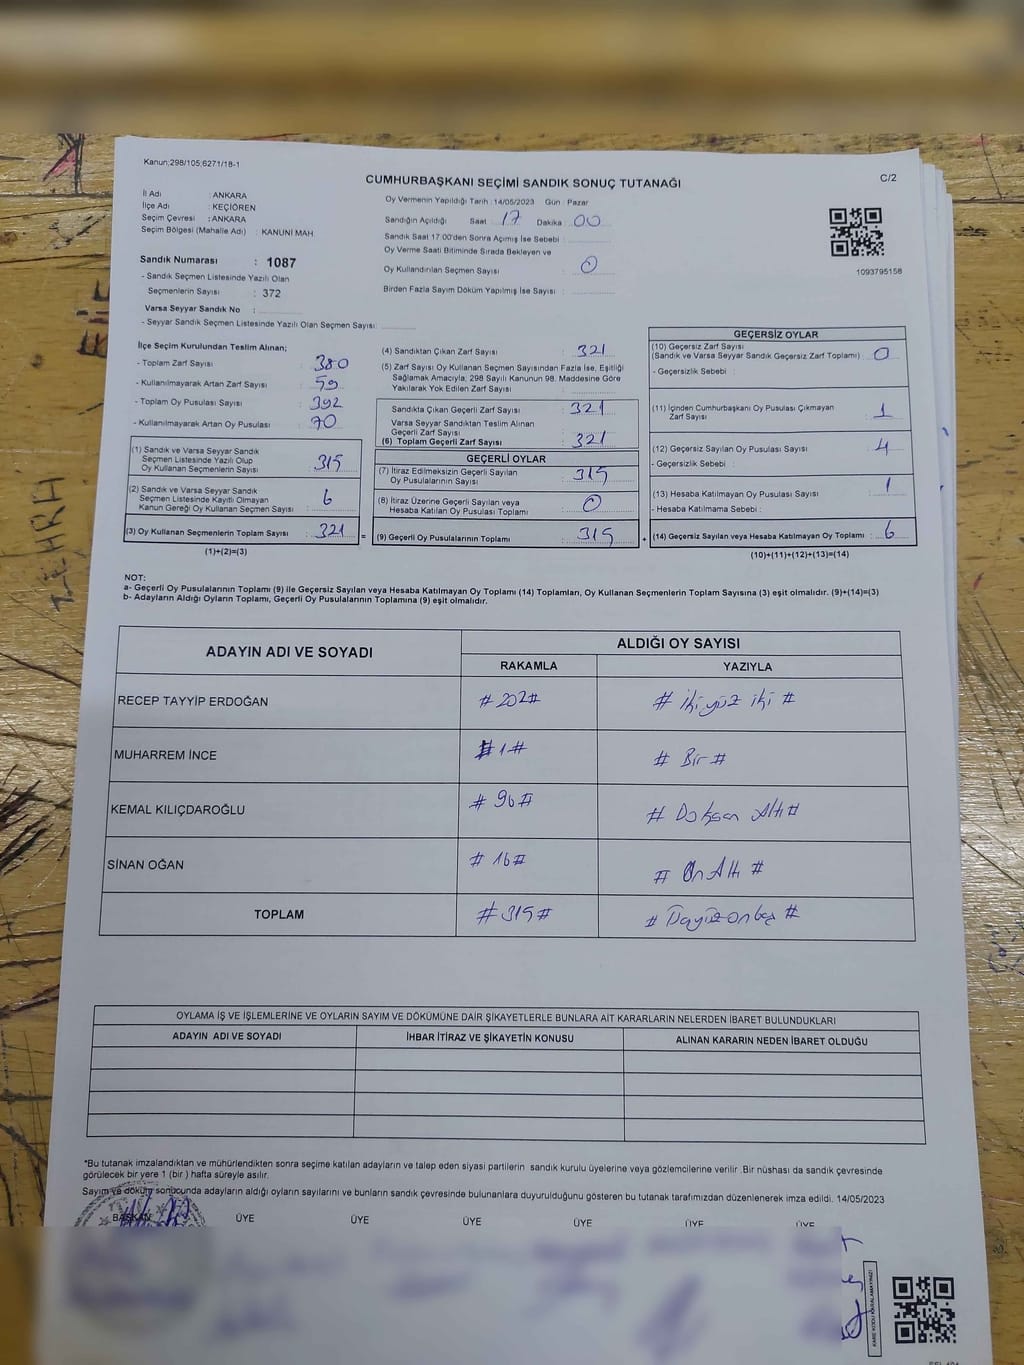 Kanun;298/105;6271/18-1
CUMHURBAŞKANI SEÇİMİ SANDIK SONUÇ TUTANAĞI
C/2
İl Adı : ANKARA
İlçe Adı : KEÇİÖREN
Seçim Çevresi : ANKARA
Seçim Bölgesi (Mahalle Adı) : KANUNİ MAH.
Oy Vermenin Yapıldığı Tarih :14/05/2023 Gün : Pazar
Sandığın Açıldığı Saat 17 Dakika 00
Sandık Saat 17.00'den Sonra Açımış İse Sebebi :
Oy Verme Saati Bitiminde Sırada Bekleyen ve
Oy Kullandırılan Seçmen Sayısı : 0
Birden Fazla Sayım Döküm Yapılmış İse Sayısı :
1093795158
Sandık Numarası : 1087
- Sandık Seçmen Listesinde Yazılı Olan
Seçmenlerin Sayısı : 372
Varsa Seyyar Sandık No :
- Seyyar Sandık Seçmen Listesinde Yazılı Olan Seçmen Sayısı:
İlçe Seçim Kurulundan Teslim Alınan;
- Toplam Zarf Sayısı : 380
- Kullanılmayarak Artan Zarf Sayısı : 59
- Toplam Oy Pusulası Sayısı : 392
- Kullanılmayarak Artan Oy Pusulası : 70
(1) Sandık ve Varsa Seyyar Sandık
Seçmen Listesinde Yazılı Olup
Oy Kullanan Seçmenlerin Sayısı : 315
(2) Sandık ve Varsa Seyyar Sandık
Seçmen Listesinde Kayıtlı Olmayan
Kanun Gereği Oy Kullanan Seçmen Sayısı : 6
(3) Oy Kullanan Seçmenlerin Toplam Sayısı : 321 =
(1)+(2)=(3)
(4) Sandıktan Çıkan Zarf Sayısı : 321
(5) Zarf Sayısı Oy Kullanan Seçmen Sayısından Fazla İse, Eşitliği
Sağlamak Amacıyla; 298 Sayılı Kanunun 98. Maddesine Göre
Yakılarak Yok Edilen Zarf Sayısı :
Sandıkta Çıkan Geçerli Zarf Sayısı : 321
Varsa Seyyar Sandıktan Teslim Alınan
Geçerli Zarf Sayısı :
(6) Toplam Geçerli Zarf Sayısı : 321
GEÇERLİ OYLAR
(7) İtiraz Edilmeksizin Geçerli Sayılan
Oy Pusulalarının Sayısı : 315
(8) İtiraz Üzerine Geçerli Sayılan veya
Hesaba Katılan Oy Pusulası Toplamı : 0
(9) Geçerli Oy Pusulalarının Toplamı : 315 +
GEÇERSİZ OYLAR
(10) Geçersiz Zarf Sayısı
(Sandık ve Varsa Seyyar Sandık Geçersiz Zarf Toplamı) : 0
- Geçersizlik Sebebi :
(11) İçinden Cumhurbaşkanı Oy Pusulası Çıkmayan
Zarf Sayısı : 1
(12) Geçersiz Sayılan Oy Pusulası Sayısı : 4
- Geçersizlik Sebebi :
(13) Hesaba Katılmayan Oy Pusulası Sayısı : 1
- Hesaba Katılmama Sebebi :
(14) Geçersiz Sayılan veya Hesaba Katılmayan Oy Toplamı : 6
(10)+(11)+(12)+(13)=(14)
NOT:
a- Geçerli Oy Pusulalarının Toplamı (9) ile Geçersiz Sayılan veya Hesaba Katılmayan Oy Toplamı (14) Toplamları, Oy Kullanan Seçmenlerin Toplam Sayısına (3) eşit olmalıdır. (9)+(14)=(3)
b- Adayların Aldığı Oyların Toplamı, Geçerli Oy Pusulalarının Toplamına (9) eşit olmalıdır.
ADAYIN ADI VE SOYADI
ALDIĞI OY SAYISI
RAKAMLA YAZIYLA
RECEP TAYYİP ERDOĞAN #202# # ikiyüz iki #
MUHARREM İNCE #1# # Bir #
KEMAL KILIÇDAROĞLU # 96 # # Doksan Altı #
SİNAN OĞAN # 16 # # On Altı #
TOPLAM # 315 # # Üçyüzonbeş #
OYLAMA İŞ VE İŞLEMLERİNE VE OYLARIN SAYIM VE DÖKÜMÜNE DAİR ŞİKAYETLERLE BUNLARA AİT KARARLARIN NELERDEN İBARET BULUNDUKLARI
ADAYIN ADI VE SOYADI İHBAR İTİRAZ VE ŞİKAYETİN KONUSU ALINAN KARARIN NEDEN İBARET OLDUĞU
*Bu tutanak imzalandıktan ve mühürlendikten sonra seçime katılan adayların ve talep eden siyasi partilerin sandık kurulu üyelerine veya gözlemcilerine verilir .Bir nüshası da sandık çevresinde
görülecek bir yere 1 (bir ) hafta süreyle asılır.
Sayım ve döküm sonucunda adayların aldığı oyların sayılarını ve bunların sandık çevresinde bulunanlara duyurulduğunu gösteren bu tutanak tarafımızdan düzenlenerek imza edildi. 14/05/2023
BAŞKAN ÜYE ÜYE ÜYE ÜYE ÜYE ÜYE
KARE KODU KARALAMAYINIZ!
ZEHRA